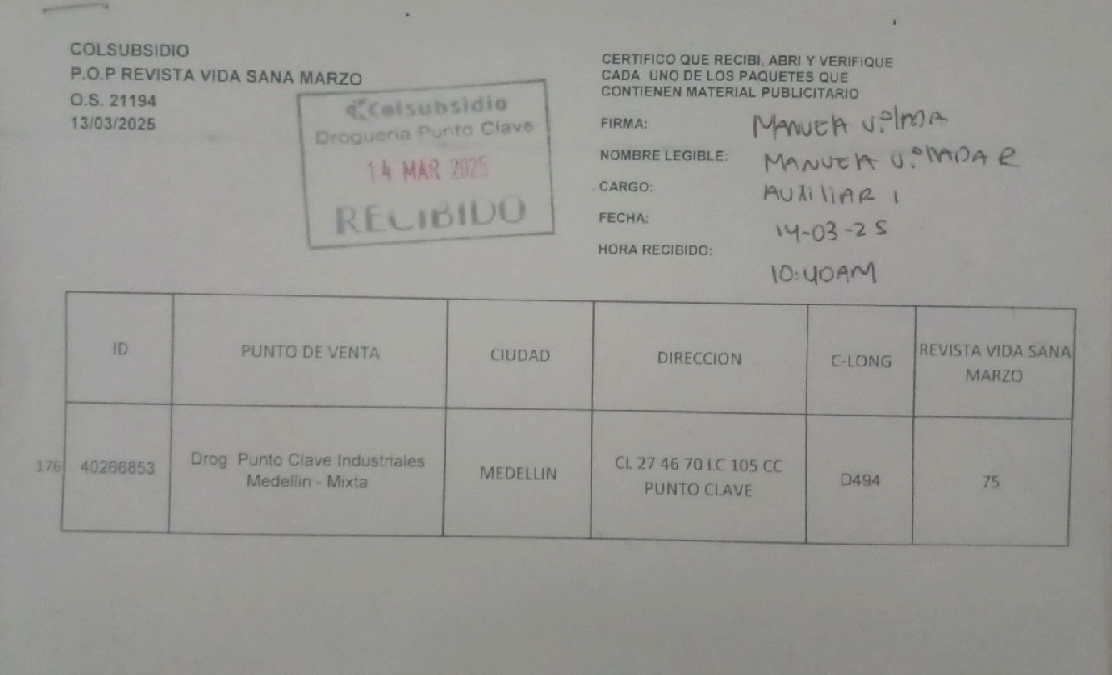 COLSUBSIDIO
P.O.P REVISTA VIDA SANA MARZO
O.S. 21194
13/03/2025
Colsubsidio
Drogueria Punto Clave
14 MAR 2025
RECIBIDO
CERTIFICO QUE RECIBI, ABRI Y VERIFIQUE
CADA UNO DE LOS PAQUETES QUE
CONTIENEN MATERIAL PUBLICITARIO
FIRMA: MANUELA
NOMBRE LEGIBLE: MANUELA R
CARGO: AUXILIAR 1
FECHA: 14-03-25
HORA RECIBIDO: 10:40AM
ID PUNTO DE VENTA CIUDAD DIRECCION C-LONG REVISTA VIDA SANA
MARZO
176 40266853 Drog Punto Clave Industriales MEDELLIN CL 27 46 70 LC 105 CC D494 75
Medellin - Mixta PUNTO CLAVE